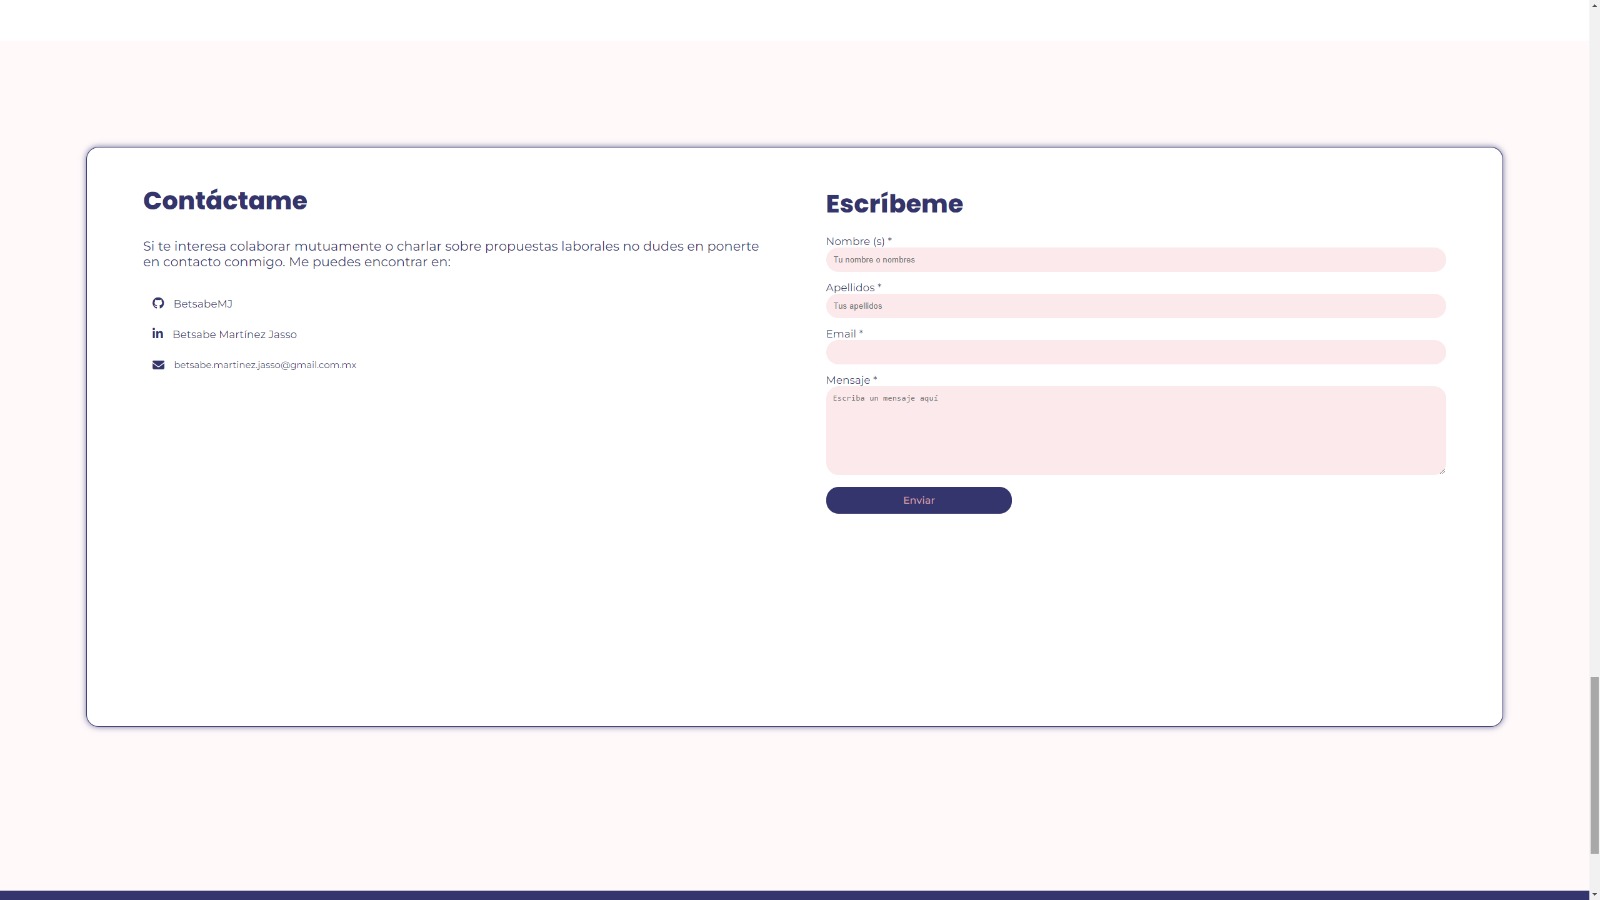 Contáctame
Si te interesa colaborar mutuamente o charlar sobre propuestas laborales no dudes en ponerte
en contacto conmigo. Me puedes encontrar en:
BetsabeMJ
Betsabe Martínez Jasso
betsabe.martinez.jasso@gmail.com.mx
Escríbeme
Nombre (s) *
Tu nombre o nombres
Apellidos *
Tus apellidos
Email *
Mensaje *
Escriba un mensaje aquí
Enviar